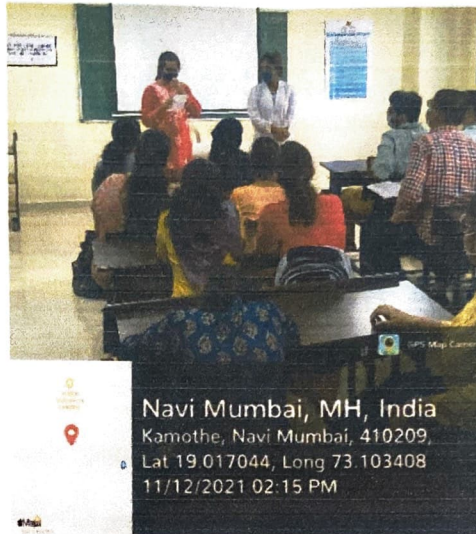 GPS Map Camera
Navi Mumbai, MH, India
Kamothe, Navi Mumbai, 410209,
Lat 19.017044, Long 73.103408
11/12/2021 02:15 PM
Maps